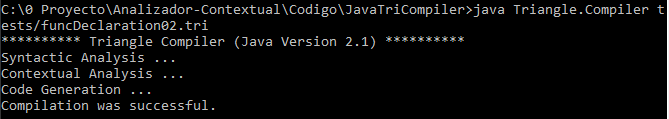 C:\0 Proyecto\Analizador-Contextual\Codigo\JavaTriCompiler>java Triangle.Compiler t
ests/funcDeclaration02.tri
********** Triangle Compiler (Java Version 2.1) **********
Syntactic Analysis ...
Contextual Analysis ...
Code Generation ...
Compilation was successful.